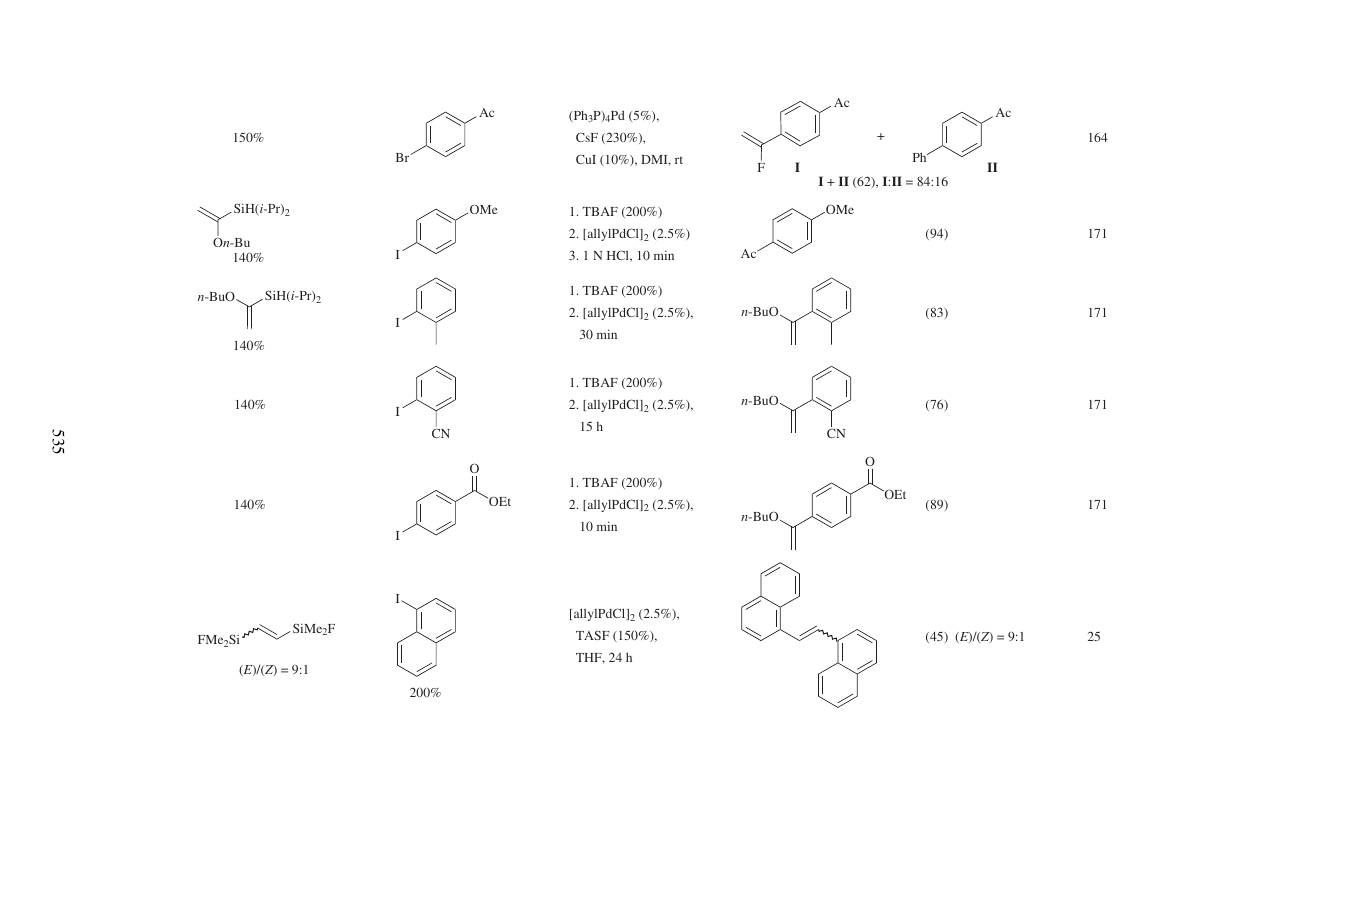 150%
Ac
Br
(Ph3P)4Pd (5%),
CsF (230%),
CuI (10%), DMI, rt
Ac
F
I
+
Ac
Ph
II
I + II (62), I:II = 84:16
164
SiH(i-Pr)2
On-Bu
140%
OMe
I
1. TBAF (200%)
2. [allylPdCl]2 (2.5%)
3. 1 N HCl, 10 min
OMe
Ac
(94)
171
n-BuO
SiH(i-Pr)2
140%
I
1. TBAF (200%)
2. [allylPdCl]2 (2.5%),
30 min
n-BuO
(83)
171
140%
I
CN
1. TBAF (200%)
2. [allylPdCl]2 (2.5%),
15 h
n-BuO
CN
(76)
171
140%
O
OEt
I
1. TBAF (200%)
2. [allylPdCl]2 (2.5%),
10 min
O
OEt
n-BuO
(89)
171
FMe2Si
SiMe2F
(E)/(Z) = 9:1
I
200%
[allylPdCl]2 (2.5%),
TASF (150%),
THF, 24 h
(45) (E)/(Z) = 9:1
25
535